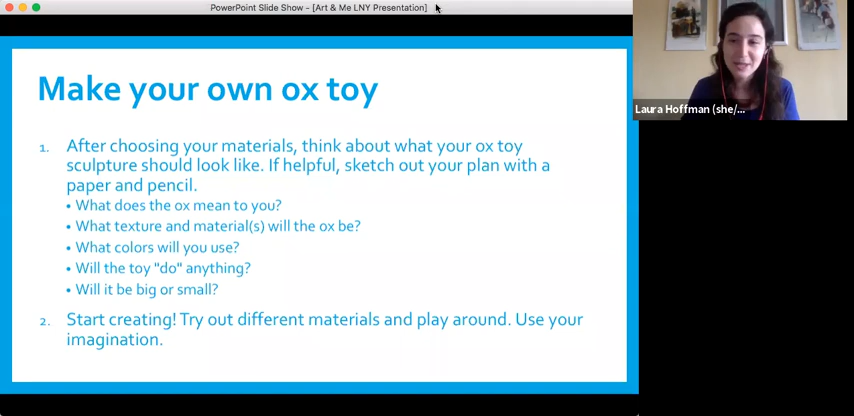 PowerPoint Slide Show - [Art & Me LNY Presentation]
Make your own ox toy
1. After choosing your materials, think about what your ox toy
sculpture should look like. If helpful, sketch out your plan with a
paper and pencil.
• What does the ox mean to you?
• What texture and material(s) will the ox be?
• What colors will you use?
• Will the toy "do" anything?
• Will it be big or small?
2. Start creating! Try out different materials and play around. Use your
imagination.
Laura Hoffman (she/...